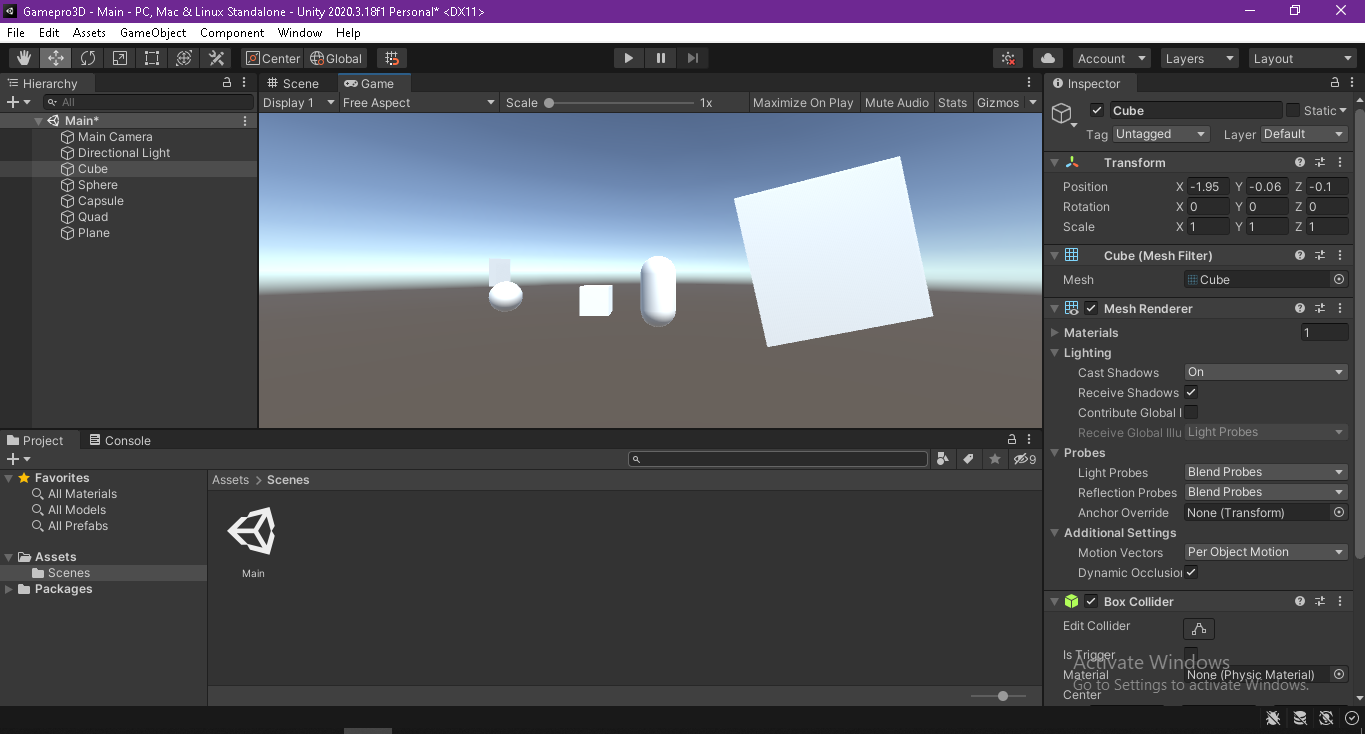 Gamepro3D - Main - PC, Mac & Linux Standalone - Unity 2020.3.18f1 Personal* <DX11>
File Edit Assets GameObject Component Window Help
Center Global Account Layers Layout
Hierarchy
All
Main*
Main Camera
Directional Light
Cube
Sphere
Capsule
Quad
Plane
Scene Game
Display 1 Free Aspect Scale 1x Maximize On Play Mute Audio Stats Gizmos
Inspector
Cube Static
Tag Untagged Layer Default
Transform
Position X -1.95 Y -0.06 Z -0.1
Rotation X 0 Y 0 Z 0
Scale X 1 Y 1 Z 1
Cube (Mesh Filter)
Mesh Cube
Mesh Renderer
Materials 1
Lighting
Cast Shadows On
Receive Shadows
Contribute Global I
Receive Global Illu Light Probes
Probes
Light Probes Blend Probes
Reflection Probes Blend Probes
Anchor Override None (Transform)
Additional Settings
Motion Vectors Per Object Motion
Dynamic Occlusion
Box Collider
Edit Collider
Is Trigger
Material None (Physic Material)
Center
Activate Windows
Go to Settings to activate Windows.
Project Console
9
Favorites
All Materials
All Models
All Prefabs
Assets
Scenes
Packages
Assets > Scenes
Main